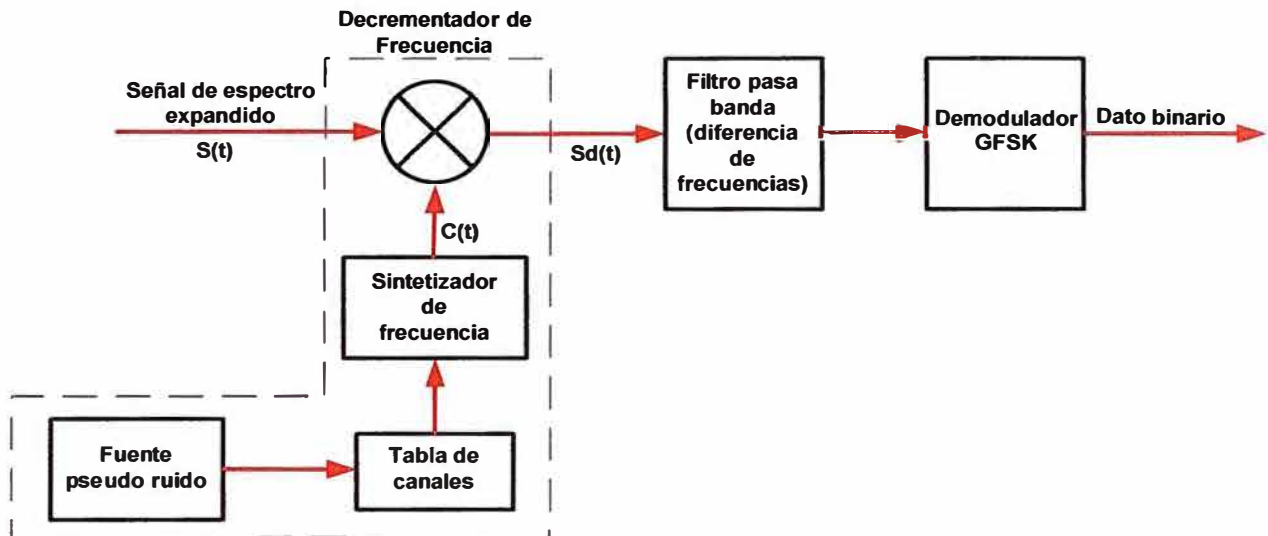 Decrementador de
Frecuencia
Señal de espectro
expandido
S(t)
Sd(t)
C(t)
Filtro pasa
banda
(diferencia
de
frecuencias)
Demodulador
GFSK
Dato binario
Sintetizador
de
frecuencia
Fuente
pseudo ruido
Tabla de
canales